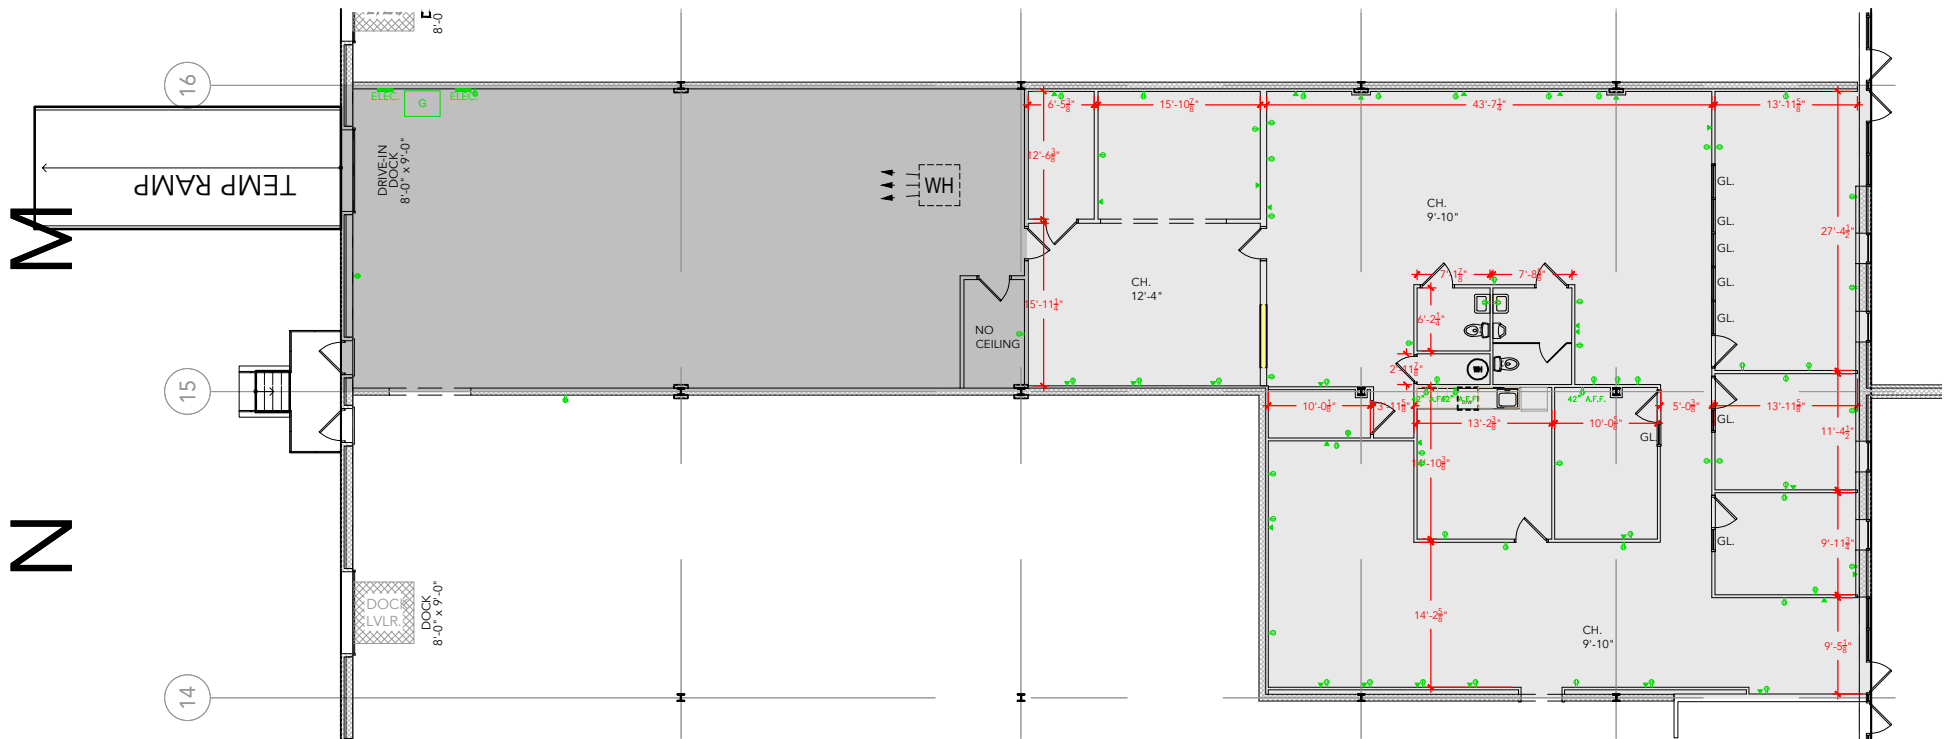 8'-0
16
ELEC.
G
ELEC.
6'-5⅜"
15'-10⅞"
43'-7¼"
13'-11⅝"
DRIVE-IN
DOCK
8'-0" x 9'-0"
TEMP RAMP
WH
12'-6⅜"
GL.
GL.
GL.
GL.
GL.
CH.
9'-10"
27'-4½"
M
CH.
12'-4"
7'-1⅞"
15'-11¼"
6'-2¼"
NO
CEILING
WH
15
42" A.F.F.
10'-0⅛"
13'-2⅜"
10'-0⅝"
5'-0⅜"
13'-11⅝"
GL.
GL.
11'-4½"
N
GL.
9'-11¾"
DOCK
LVLR.
DOCK
8'-0" x 9'-0"
14'-2⅝"
CH.
9'-10"
9'-5⅛"
14